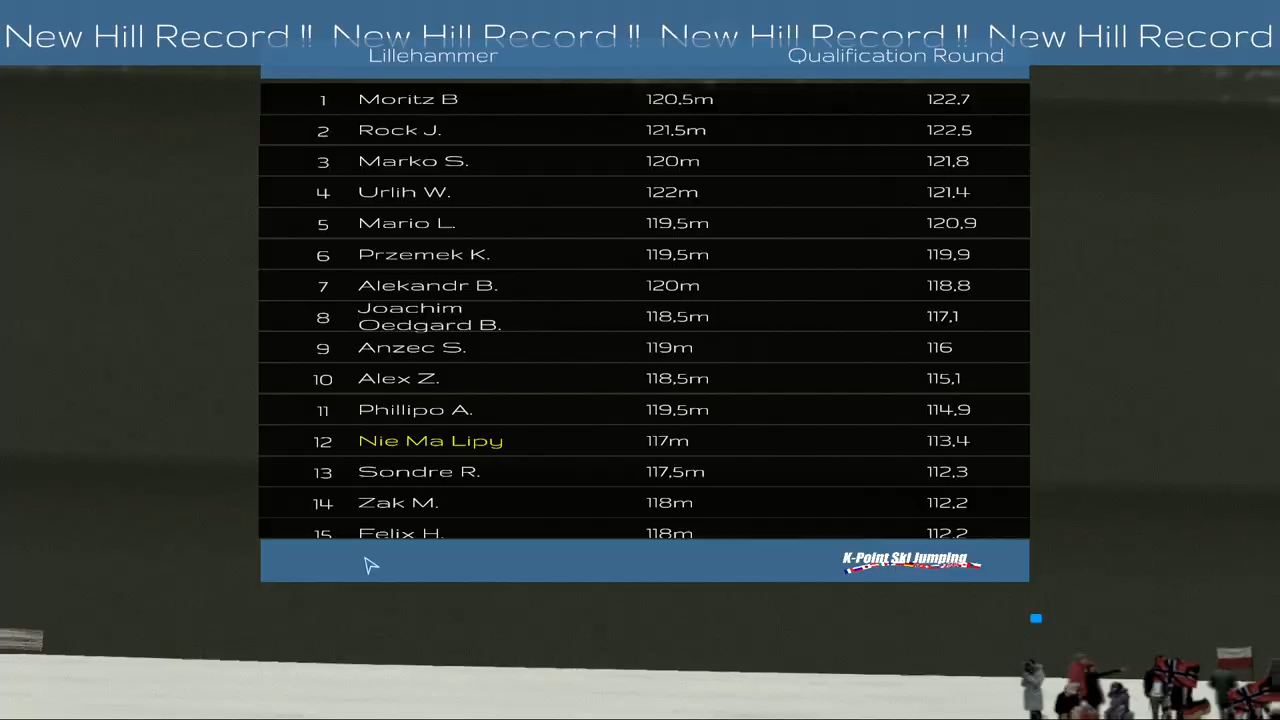 New Hill Record !! New Hill Record !! New Hill Record !! New Hill Record
Lillehammer Qualification Round
1 Moritz B 120,5m 122,7
2 Rock J. 121,5m 122,5
3 Marko S. 120m 121,8
4 Urlih W. 122m 121,4
5 Mario L. 119,5m 120,9
6 Przemek K. 119,5m 119,9
7 Alekandr B. 120m 118,8
8 Joachim Oedgard B. 118,5m 117,1
9 Anzec S. 119m 116
10 Alex Z. 118,5m 115,1
11 Phillipo A. 119,5m 114,9
12 Nie Ma Lipy 117m 113,4
13 Sondre R. 117,5m 112,3
14 Zak M. 118m 112,2
15 Felix H. 118m 112,2
K-Point Ski Jumping